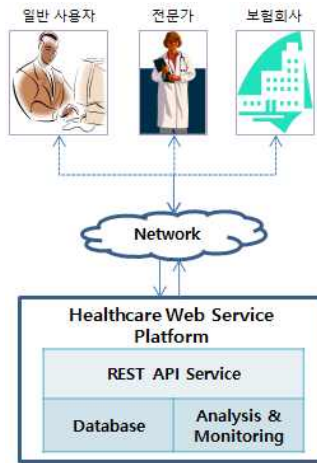 일반 사용자 전문가 보험회사
Network
Healthcare Web Service
Platform
REST API Service
Database
Analysis &
Monitoring